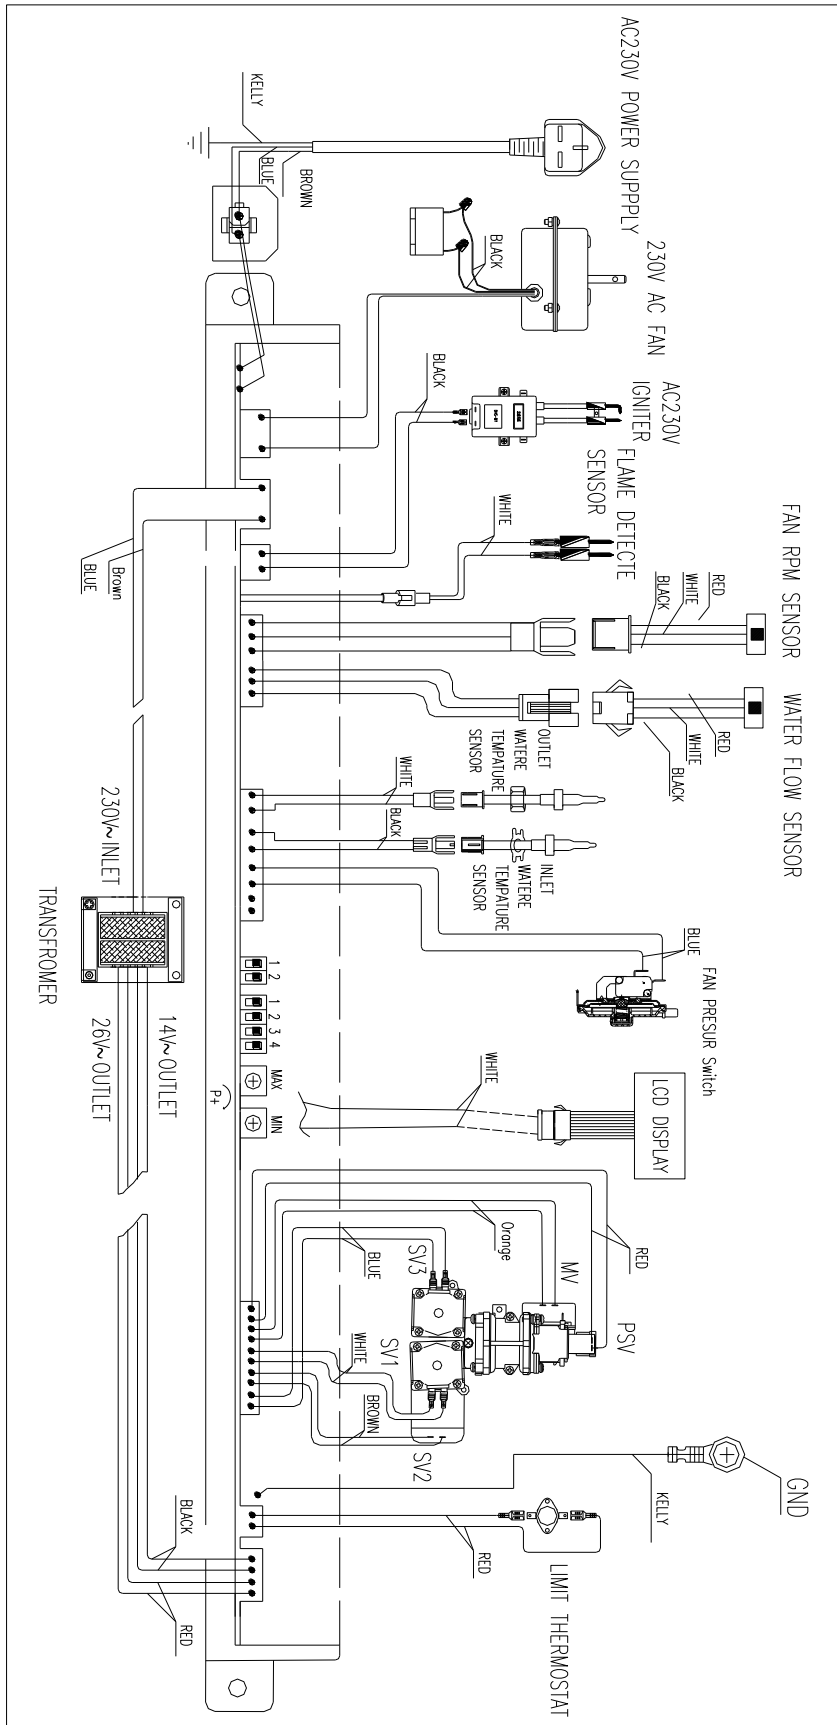 AC230V POWER SUPPPLY
KELLY
BLUE
BROWN
230V AC FAN
BLACK
AC230V
IGNITER
BLACK
FLAME DETECTE
SENSOR
WHITE
BLUE
Brown
FAN RPM SENSOR
RED
WHITE
BLACK
WATER FLOW SENSOR
RED
WHITE
BLACK
OUTLET
WATERE
TEMPATURE
SENSOR
WHITE
INLET
WATERE
TEMPATURE
SENSOR
BLACK
230V~INLET
TRANSFROMER
14V~OUTLET
26V~OUTLET
BLUE
FAN PRESUR Switch
1
2
1
2
3
4
MAX
MIN
P+
WHITE
LCD DISPLAY
RED
Orange
BLUE
PSV
MV
SV3
SV1
WHITE
BROWN
SV2
GND
KELLY
RED
LIMIT THERMOSTAT
BLACK
RED